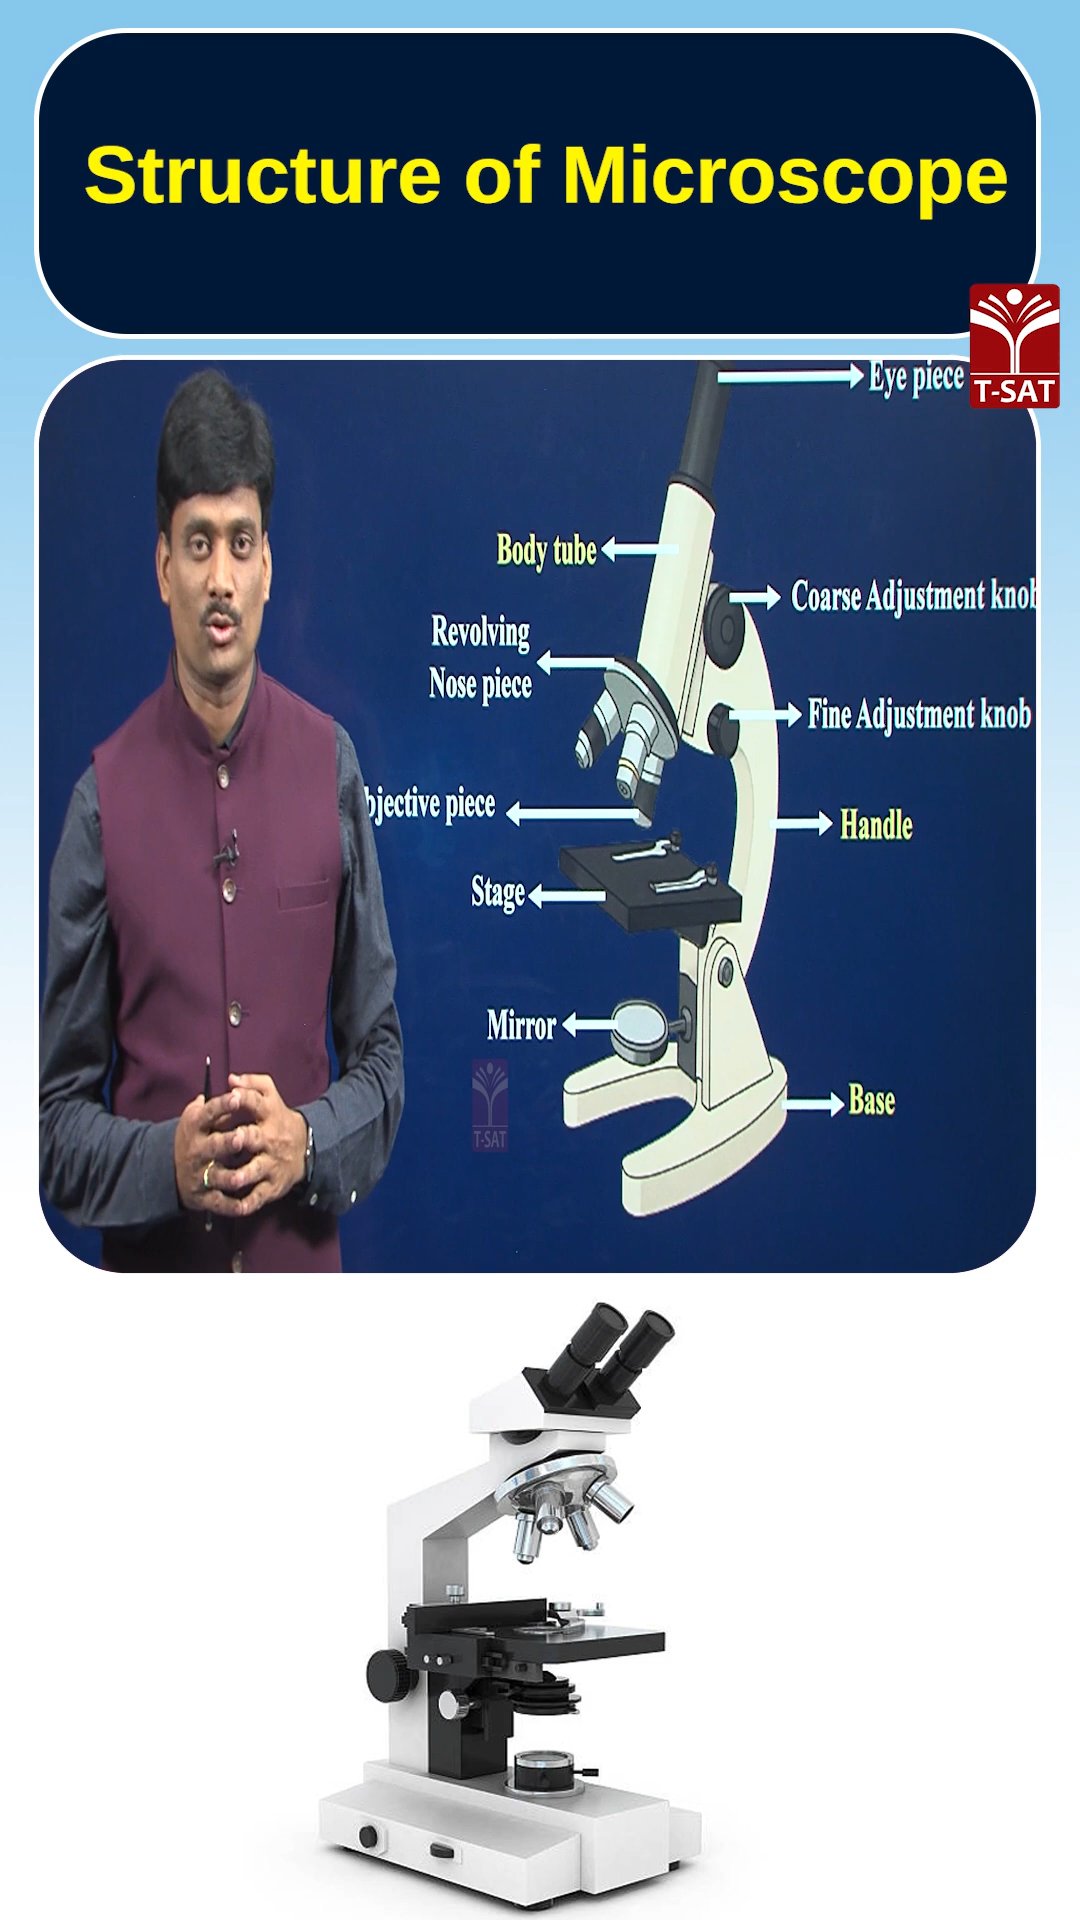 Structure of Microscope
T-SAT
Eye piece
Body tube
Coarse Adjustment knob
Revolving
Nose piece
Fine Adjustment knob
bjective piece
Handle
Stage
Mirror
Base
T-SAT